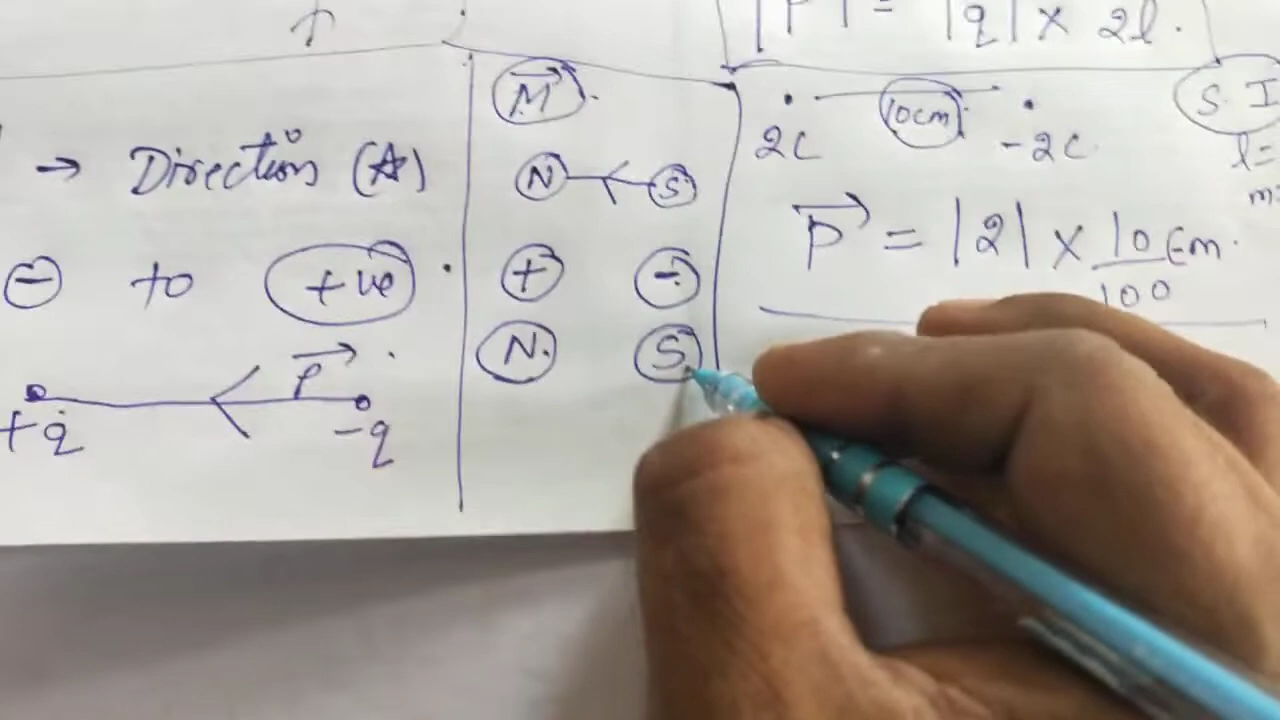 |P| = |q| × 2l.
→ Direction (A)
⊖ to +ve
P→
+q -q
M→
N S
+ -
N. S
2C 10cm -2C
S. I
l=
m=
P→ = |2| × 10/100 cm.